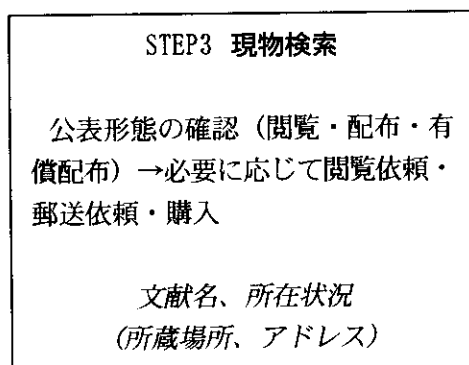 STEP3 現物検索
公表形態の確認（閲覧・配布・有
償配布）→必要に応じて閲覧依頼・
郵送依頼・購入
文献名、所在状況
(所蔵場所、アドレス)